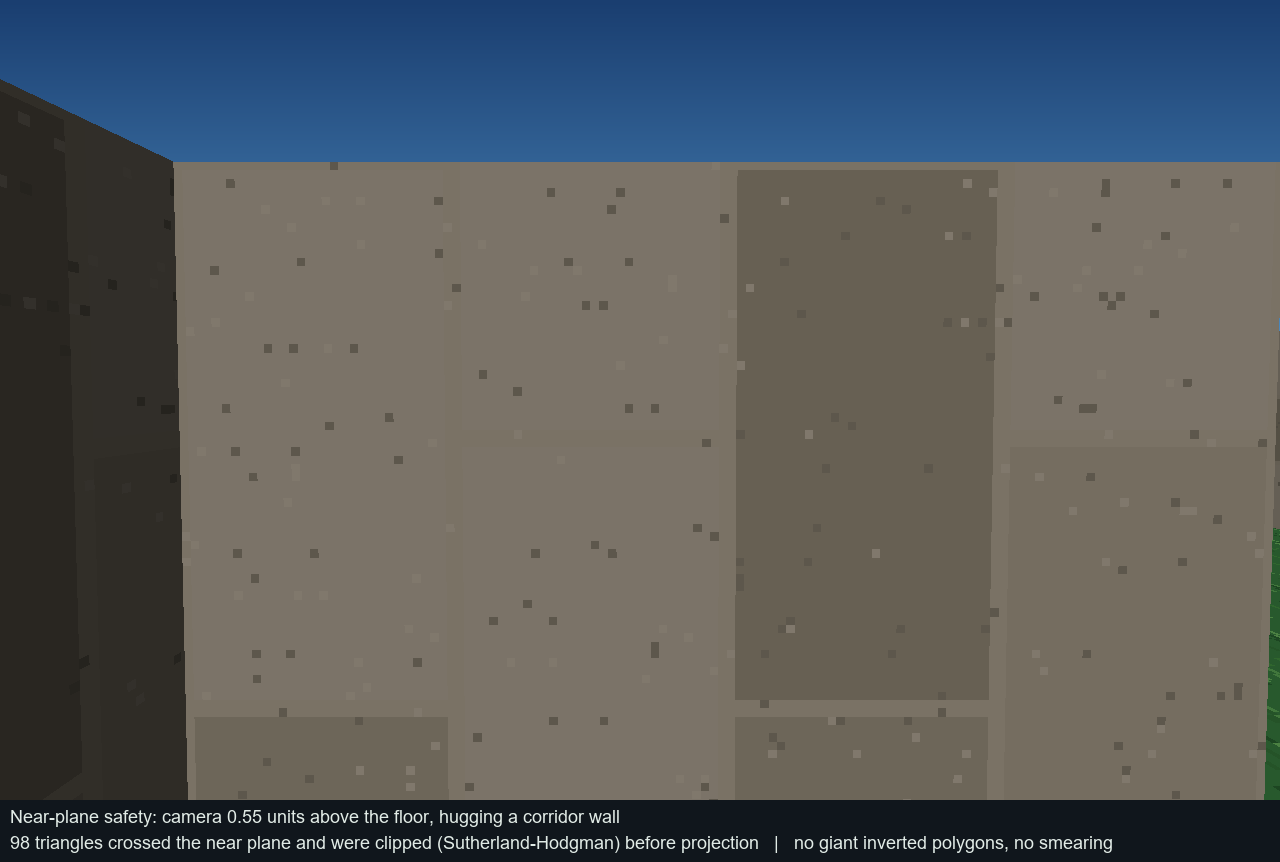 Near-plane safety: camera 0.55 units above the floor, hugging a corridor wall
98 triangles crossed the near plane and were clipped (Sutherland-Hodgman) before projection | no giant inverted polygons, no smearing